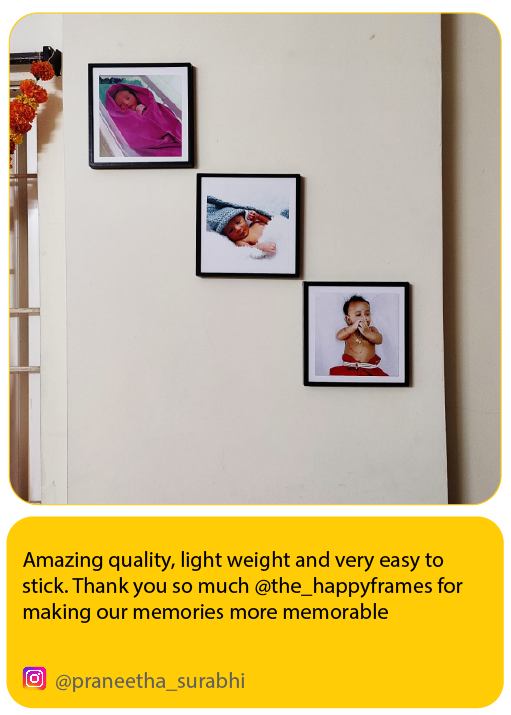 Amazing quality, light weight and very easy to
stick. Thank you so much @the_happyframes for
making our memories more memorable
@praneetha_surabhi